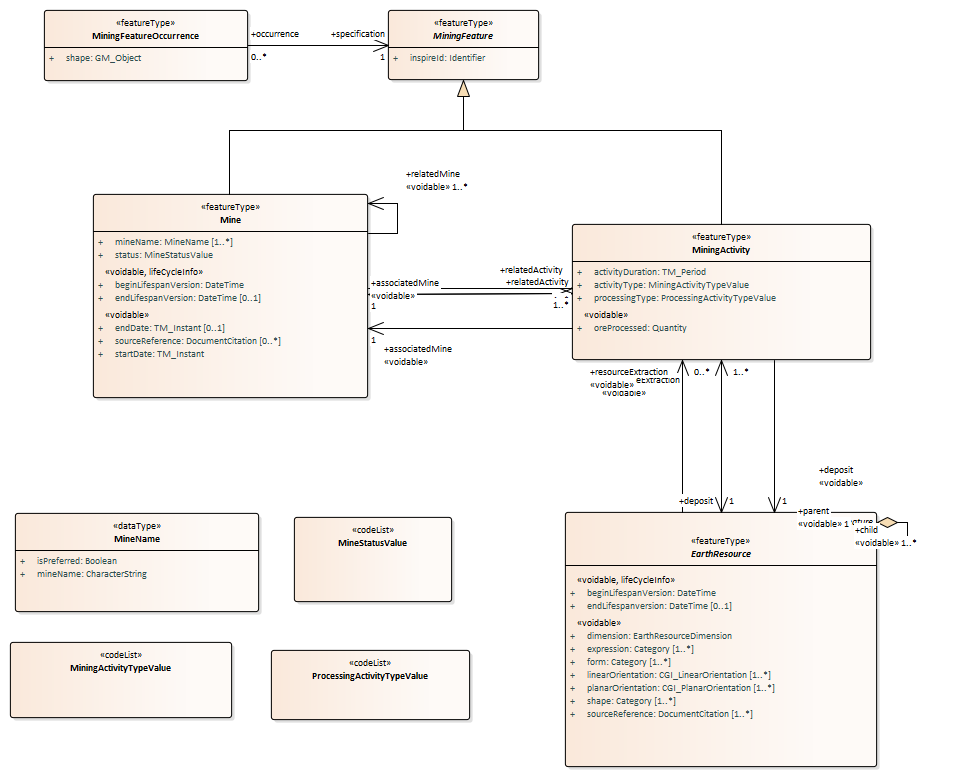 «featureType»
MiningFeatureOccurrence
+ shape: GM_Object
+occurrence
0..*
+specification
1
«featureType»
MiningFeature
+ inspireId: Identifier
+relatedMine
«voidable» 1..*
«featureType»
Mine
+ mineName: MineName [1..*]
+ status: MineStatusValue
«voidable, lifeCycleInfo»
+ beginLifespanVersion: DateTime
+ endLifespanVersion: DateTime [0..1]
«voidable»
+ endDate: TM_Instant [0..1]
+ sourceReference: DocumentCitation [0..*]
+ startDate: TM_Instant
+associatedMine
«voidable»
1
+relatedActivity
+relatedActivity
1..*
1
+associatedMine
«voidable»
«featureType»
MiningActivity
+ activityDuration: TM_Period
+ activityType: MiningActivityTypeValue
+ processingType: ProcessingActivityTypeValue
«voidable»
+ oreProcessed: Quantity
+resourceExtraction
«voidable»
«voidable»
0..*
1..*
+deposit
«voidable»
+deposit
1
1
+parent
«voidable» 1
+child
«voidable» 1..*
«featureType»
EarthResource
«voidable, lifeCycleInfo»
+ beginLifespanVersion: DateTime
+ endLifespanversion: DateTime [0..1]
«voidable»
+ dimension: EarthResourceDimension
+ expression: Category [1..*]
+ form: Category [1..*]
+ linearOrientation: CGI_LinearOrientation [1..*]
+ planarOrientation: CGI_PlanarOrientation [1..*]
+ shape: Category [1..*]
+ sourceReference: DocumentCitation [1..*]
«dataType»
MineName
+ isPreferred: Boolean
+ mineName: CharacterString
«codeList»
MineStatusValue
«codeList»
MiningActivityTypeValue
«codeList»
ProcessingActivityTypeValue